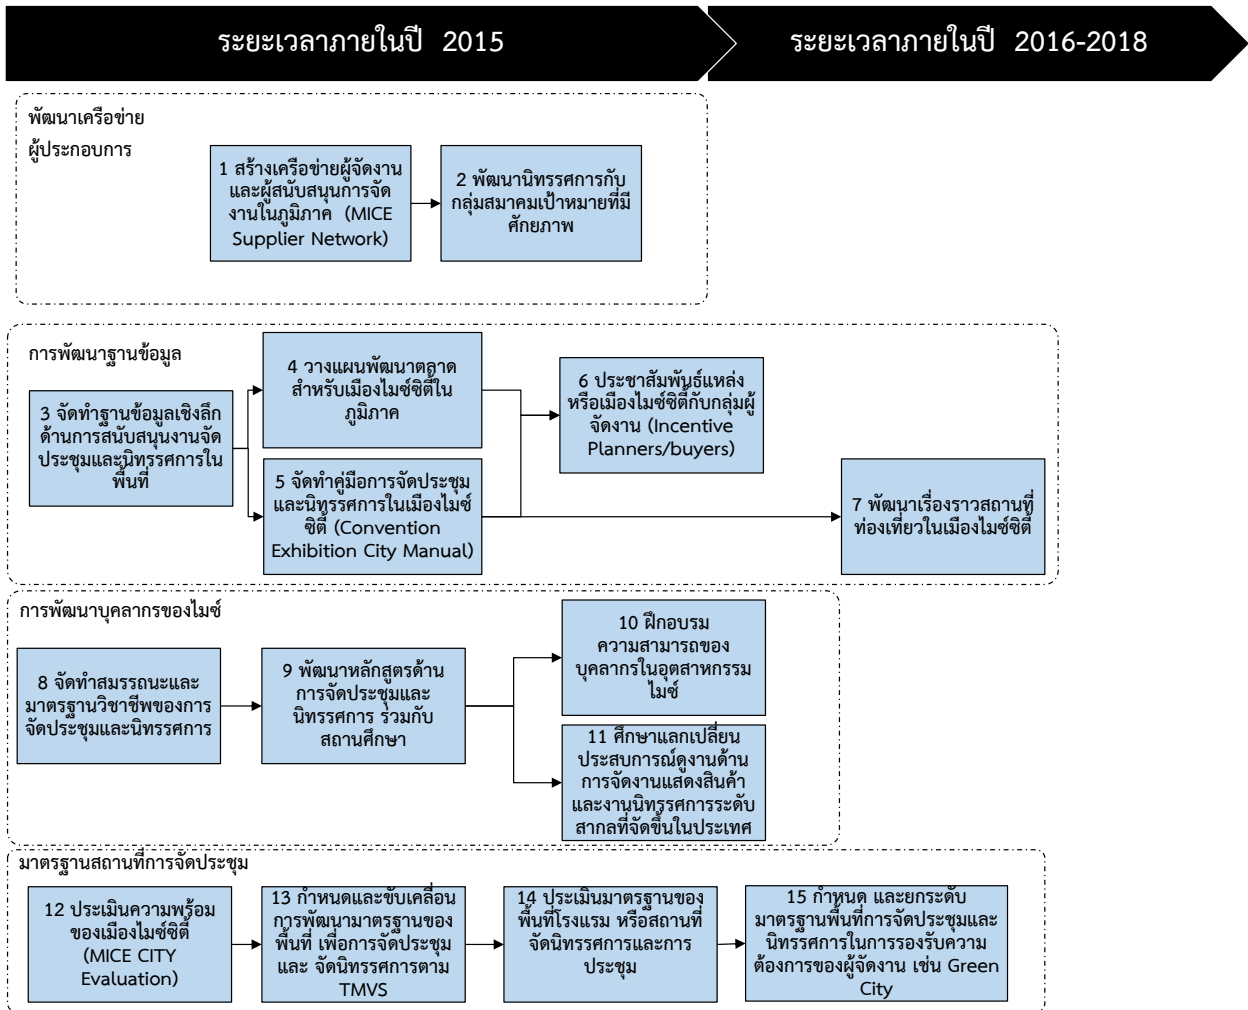 ระยะเวลาภายในปี 2015
ระยะเวลาภายในปี 2016-2018
พัฒนาเครือข่าย
ผู้ประกอบการ
1 สร้างเครือข่ายผู้จัดงาน
และผู้สนับสนุนการจัด
งานในภูมิภาค (MICE
Supplier Network)
2 พัฒนานิทรรศการกับ
กลุ่มสมาคมเป้าหมายที่มี
ศักยภาพ
การพัฒนาฐานข้อมูล
3 จัดทำฐานข้อมูลเชิงลึก
ด้านการสนับสนุนงานจัด
ประชุมและนิทรรศการใน
พื้นที่
4 วางแผนพัฒนาตลาด
สำหรับเมืองไมซ์ซิตี้ใน
ภูมิภาค
5 จัดทำคู่มือการจัดประชุม
และนิทรรศการในเมืองไมซ์
ซิตี้ (Convention
Exhibition City Manual)
6 ประชาสัมพันธ์แหล่ง
หรือเมืองไมซ์ซิตี้กับกลุ่มผู้
จัดงาน (Incentive
Planners/buyers)
7 พัฒนาเรื่องราวสถานที่
ท่องเที่ยวในเมืองไมซ์ซิตี้
การพัฒนาบุคลากรของไมซ์
8 จัดทำสมรรถนะและ
มาตรฐานวิชาชีพของการ
จัดประชุมและนิทรรศการ
9 พัฒนาหลักสูตรด้าน
การจัดประชุมและ
นิทรรศการ ร่วมกับ
สถานศึกษา
10 ฝึกอบรม
ความสามารถของ
บุคลากรในอุตสาหกรรม
ไมซ์
11 ศึกษาแลกเปลี่ยน
ประสบการณ์ดูงานด้าน
การจัดงานแสดงสินค้า
และงานนิทรรศการระดับ
สากลที่จัดขึ้นในประเทศ
มาตรฐานสถานที่การจัดประชุม
12 ประเมินความพร้อม
ของเมืองไมซ์ซิตี้
(MICE CITY
Evaluation)
13 กำหนดและขับเคลื่อน
การพัฒนามาตรฐานของ
พื้นที่ เพื่อการจัดประชุม
และ จัดนิทรรศการตาม
TMVS
14 ประเมินมาตรฐานของ
พื้นที่โรงแรม หรือสถานที่
จัดนิทรรศการและการ
ประชุม
15 กำหนด และยกระดับ
มาตรฐานพื้นที่การจัดประชุมและ
นิทรรศการในการรองรับความ
ต้องการของผู้จัดงาน เช่น Green
City